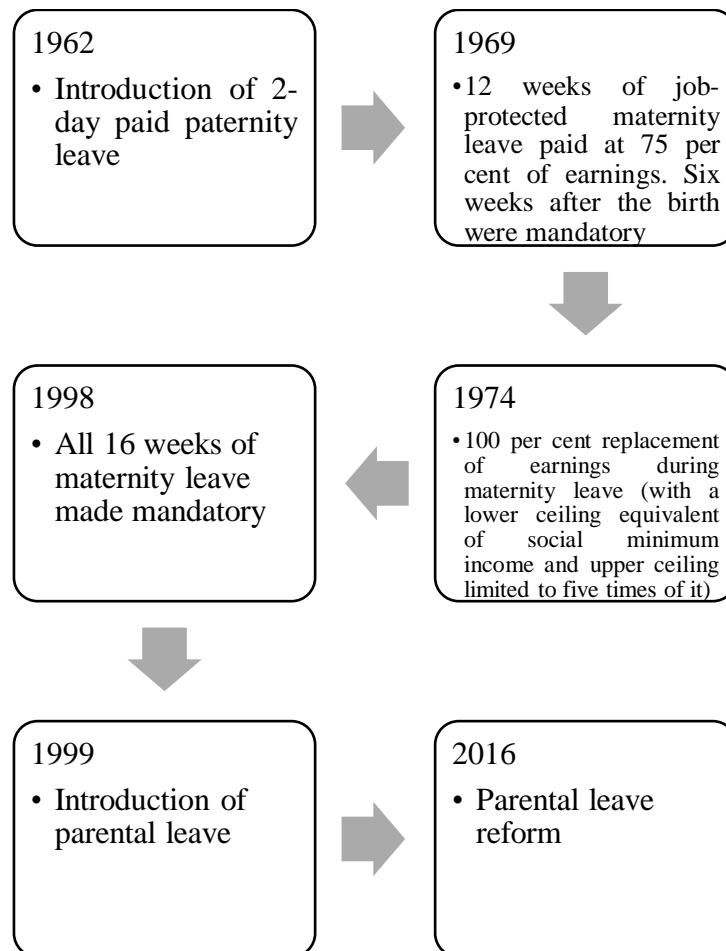 1962
• Introduction of 2-
day paid paternity
leave
1969
•12 weeks of job-
protected maternity
leave paid at 75 per
cent of earnings. Six
weeks after the birth
were mandatory
1974
•100 per cent replacement
of earnings during
maternity leave (with a
lower ceiling equivalent
of social minimum
income and upper ceiling
limited to five times of it)
1998
• All 16 weeks of
maternity leave
made mandatory
1999
• Introduction of
parental leave
2016
• Parental leave
reform